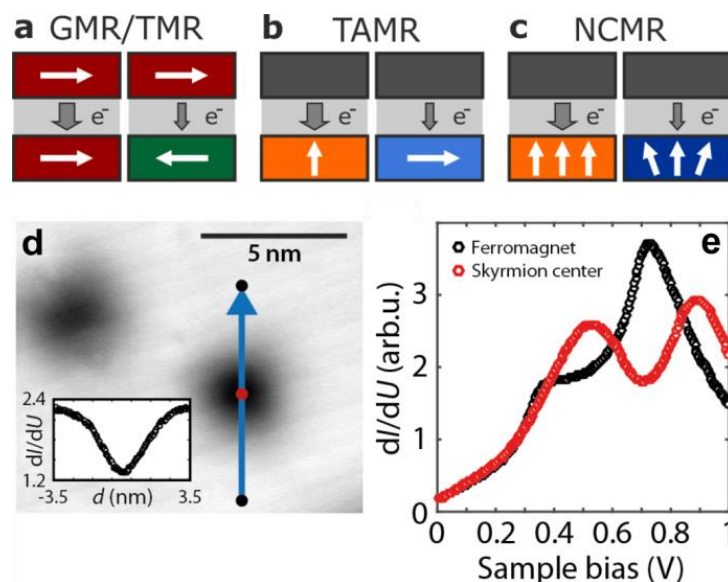 a GMR/TMR
b TAMR
c NCMR
e⁻ e⁻ e⁻ e⁻ e⁻ e⁻
d
5 nm
2.4
dI/dU
1.2
-3.5 d (nm) 3.5
e
Ferromagnet
Skyrmion center
dI/dU (arb.u.)
3
2
1
0
0 0.2 0.4 0.6 0.8 1
Sample bias (V)